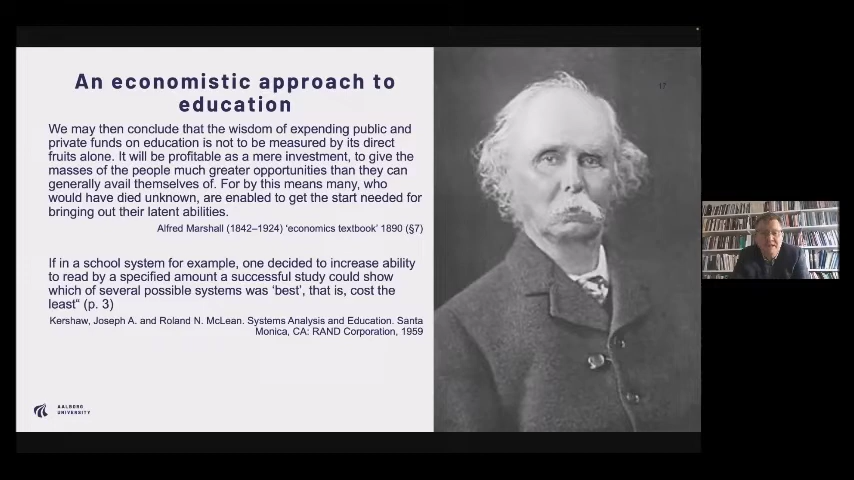 An economistic approach to
education
We may then conclude that the wisdom of expending public and
private funds on education is not to be measured by its direct
fruits alone. It will be profitable as a mere investment, to give the
masses of the people much greater opportunities than they can
generally avail themselves of. For by this means many, who
would have died unknown, are enabled to get the start needed for
bringing out their latent abilities.
Alfred Marshall (1842–1924) 'economics textbook' 1890 (§7)
If in a school system for example, one decided to increase ability
to read by a specified amount a successful study could show
which of several possible systems was 'best', that is, cost the
least“ (p. 3)
Kershaw, Joseph A. and Roland N. McLean. Systems Analysis and Education. Santa
Monica, CA: RAND Corporation, 1959
AALBORG
UNIVERSITY
17